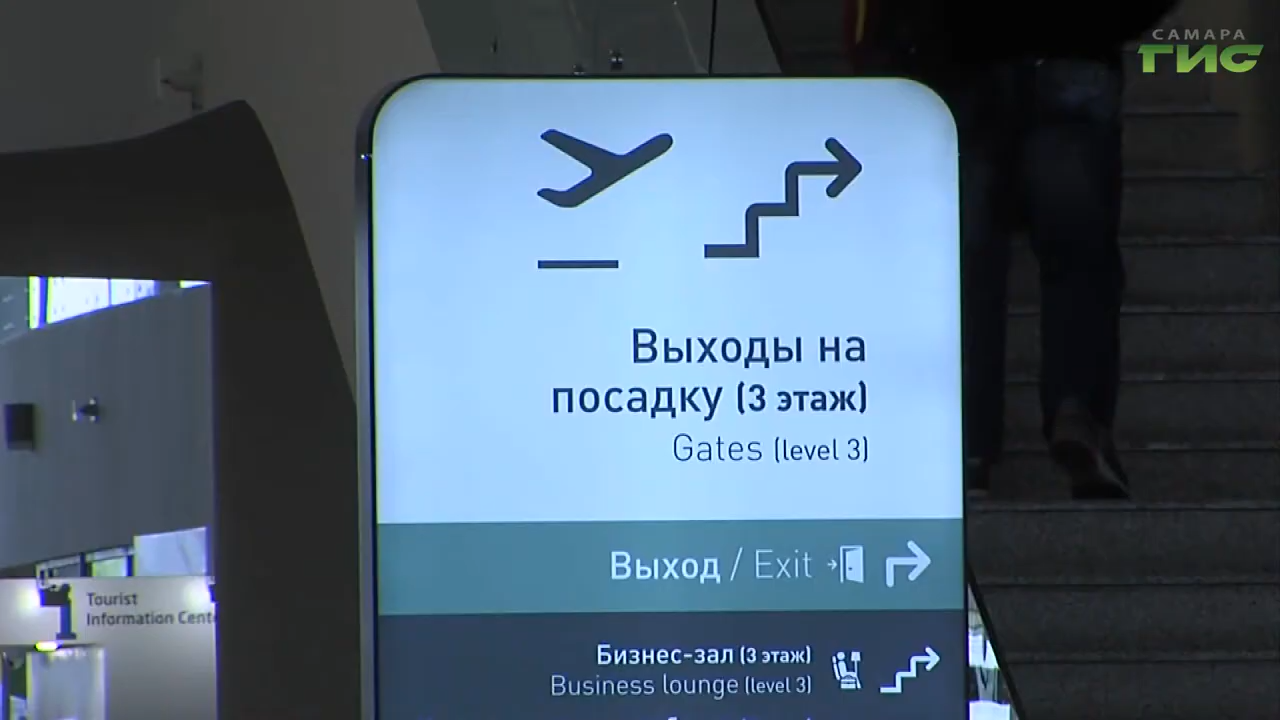 САМАРА
ГИС
Выходы на
посадку (3 этаж)
Gates (level 3)
Выход / Exit
Бизнес-зал (3 этаж)
Business lounge (level 3)
Tourist
Information Cent